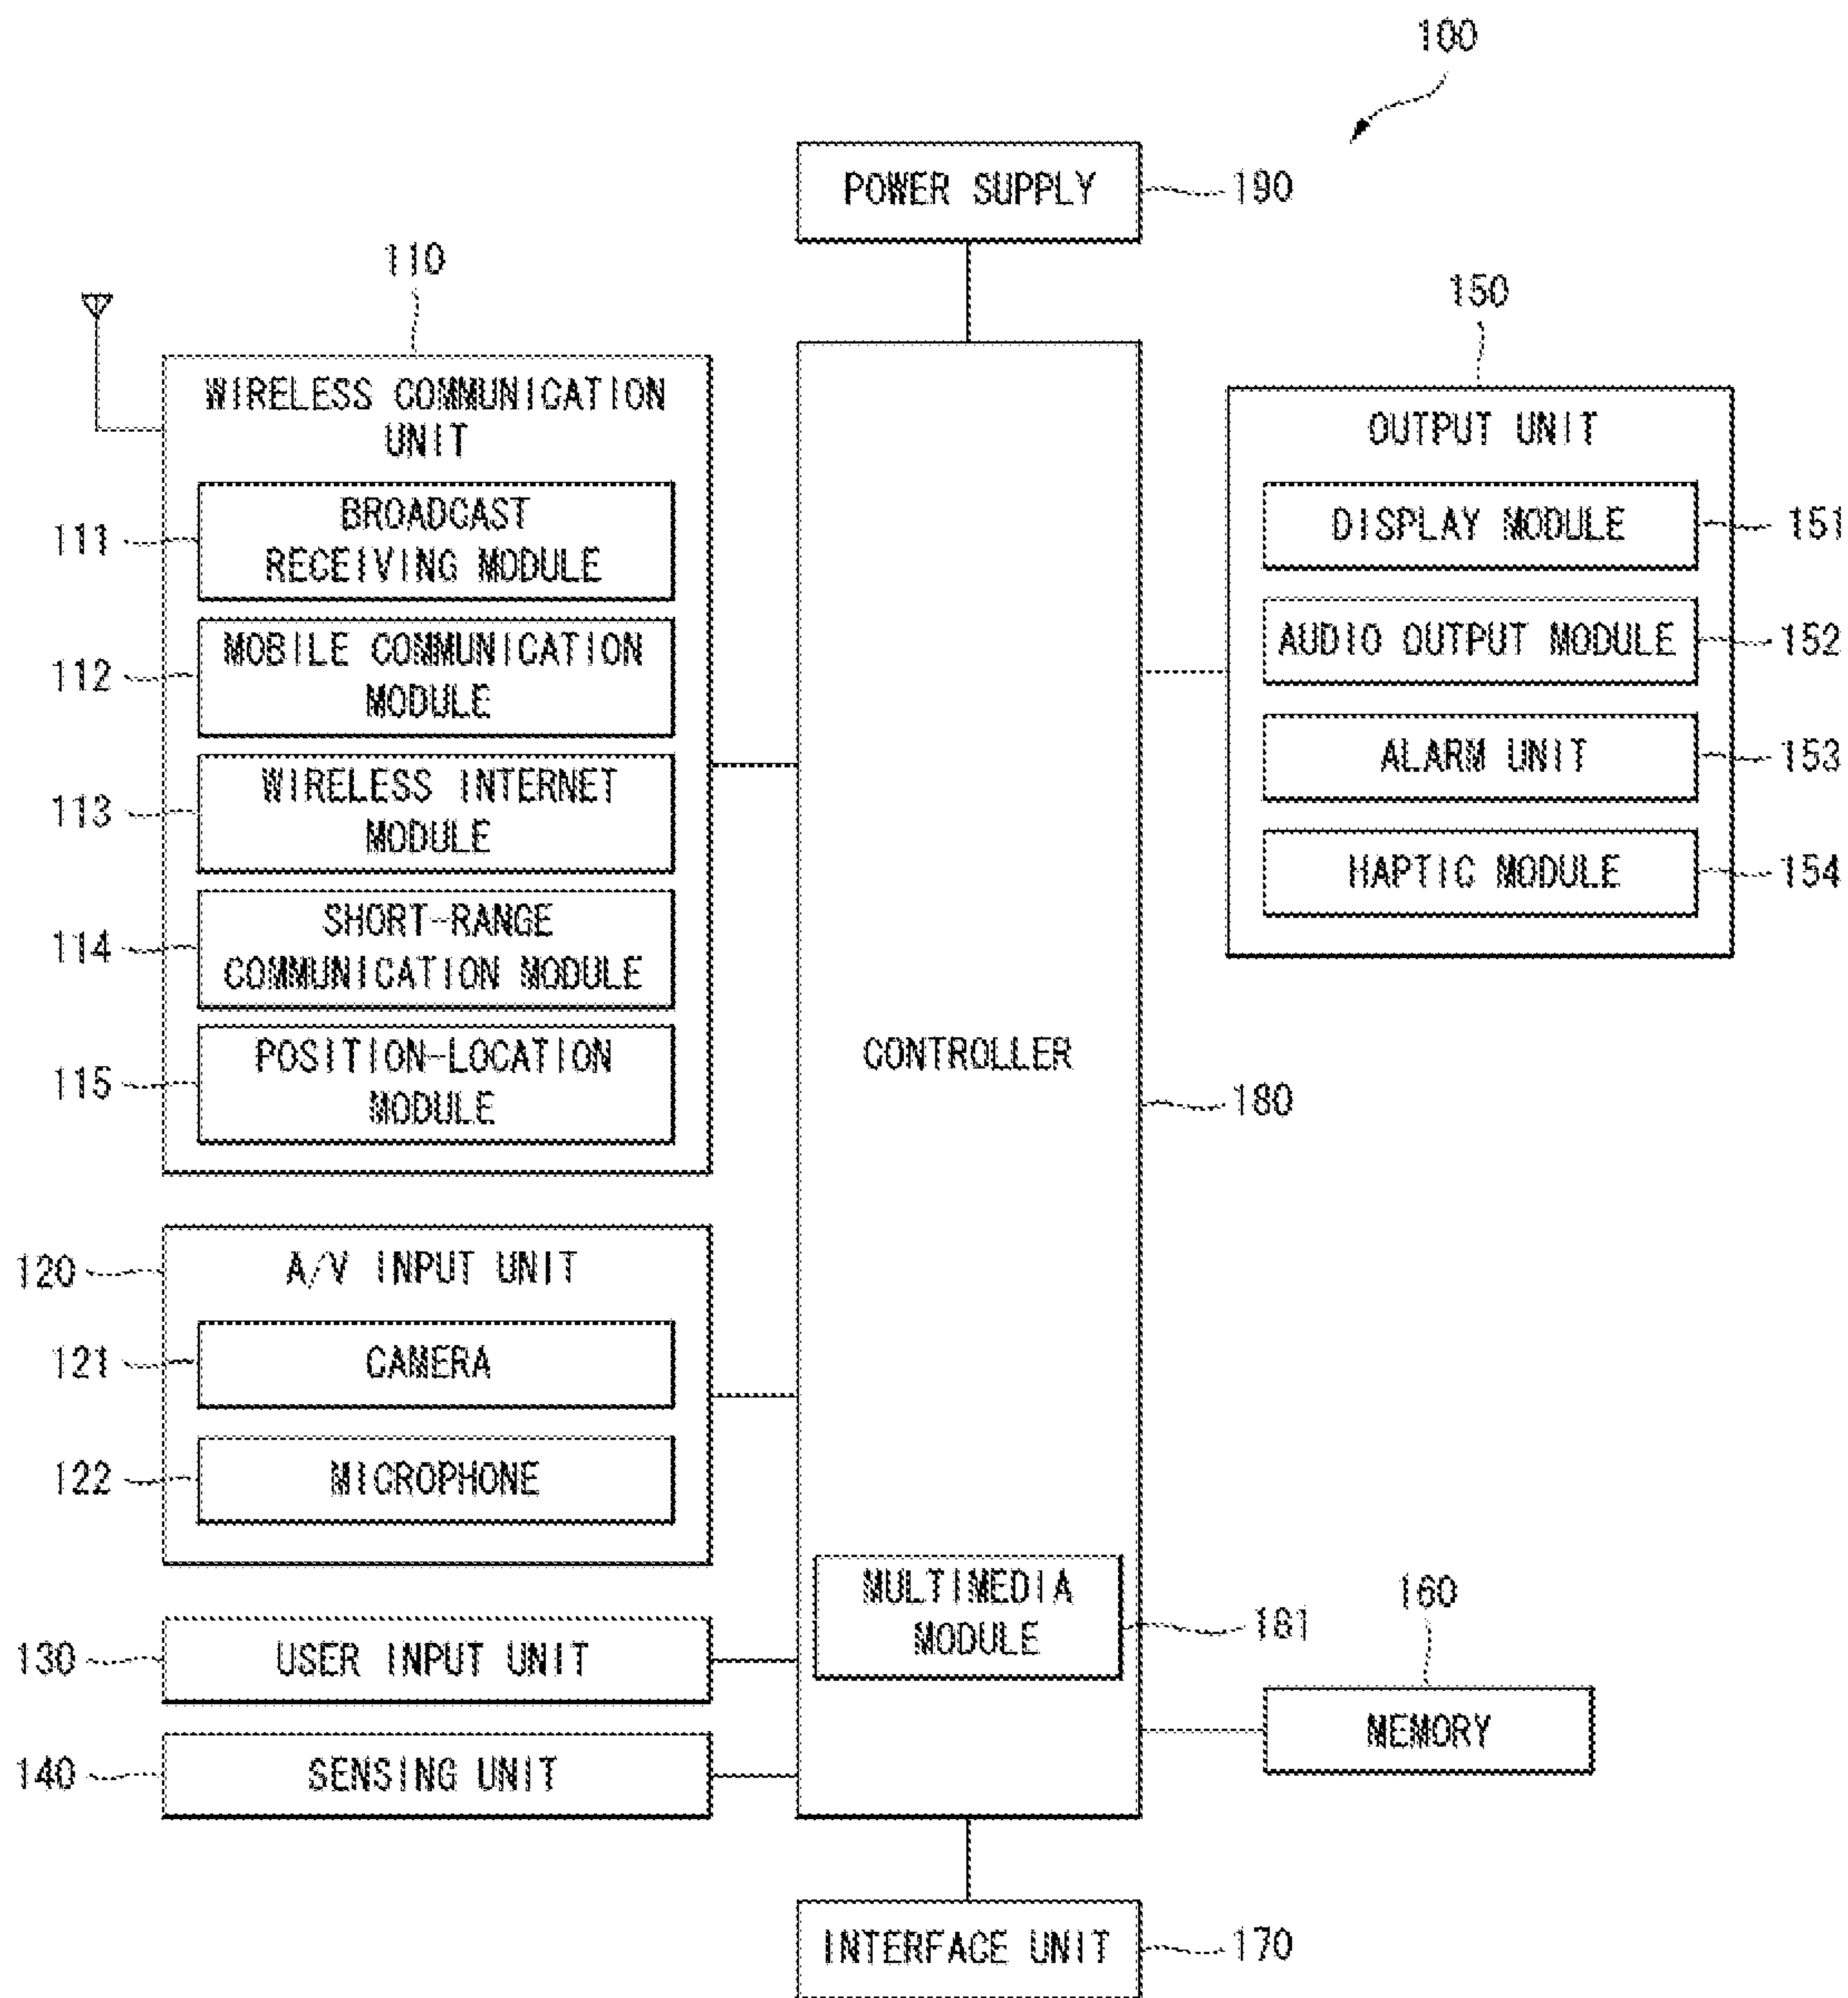 100
POWER SUPPLY
190
110
150
WIRELESS COMMUNICATION
UNIT
111
BROADCAST
RECEIVING MODULE
112
MOBILE COMMUNICATION
MODULE
113
WIRELESS INTERNET
MODULE
114
SHORT-RANGE
COMMUNICATION MODULE
115
POSITION-LOCATION
MODULE
OUTPUT UNIT
DISPLAY MODULE
151
AUDIO OUTPUT MODULE
152
ALARM UNIT
153
HAPTIC MODULE
154
CONTROLLER
180
120
A/V INPUT UNIT
121
CAMERA
122
MICROPHONE
MULTIMEDIA
MODULE
181
160
MEMORY
130
USER INPUT UNIT
140
SENSING UNIT
INTERFACE UNIT
170